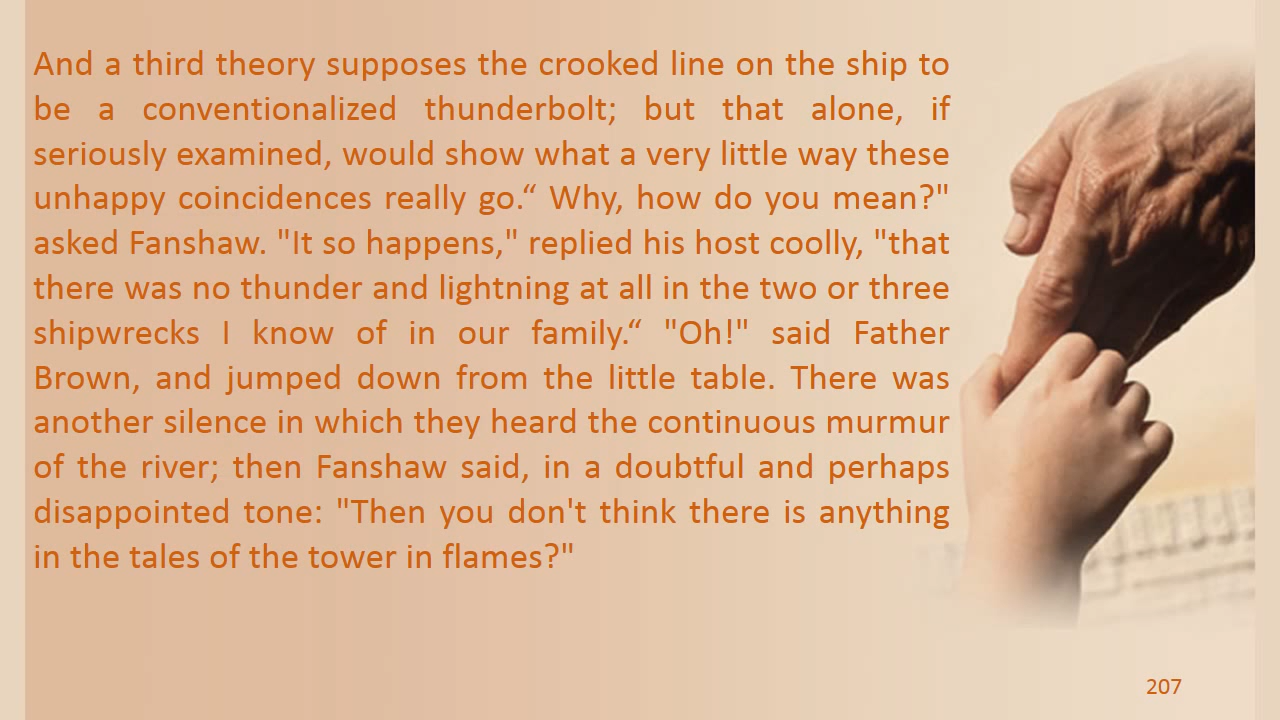 And a third theory supposes the crooked line on the ship to
be a conventionalized thunderbolt; but that alone, if
seriously examined, would show what a very little way these
unhappy coincidences really go.“ Why, how do you mean?"
asked Fanshaw. "It so happens," replied his host coolly, "that
there was no thunder and lightning at all in the two or three
shipwrecks I know of in our family.“ "Oh!" said Father
Brown, and jumped down from the little table. There was
another silence in which they heard the continuous murmur
of the river; then Fanshaw said, in a doubtful and perhaps
disappointed tone: "Then you don't think there is anything
in the tales of the tower in flames?"
207